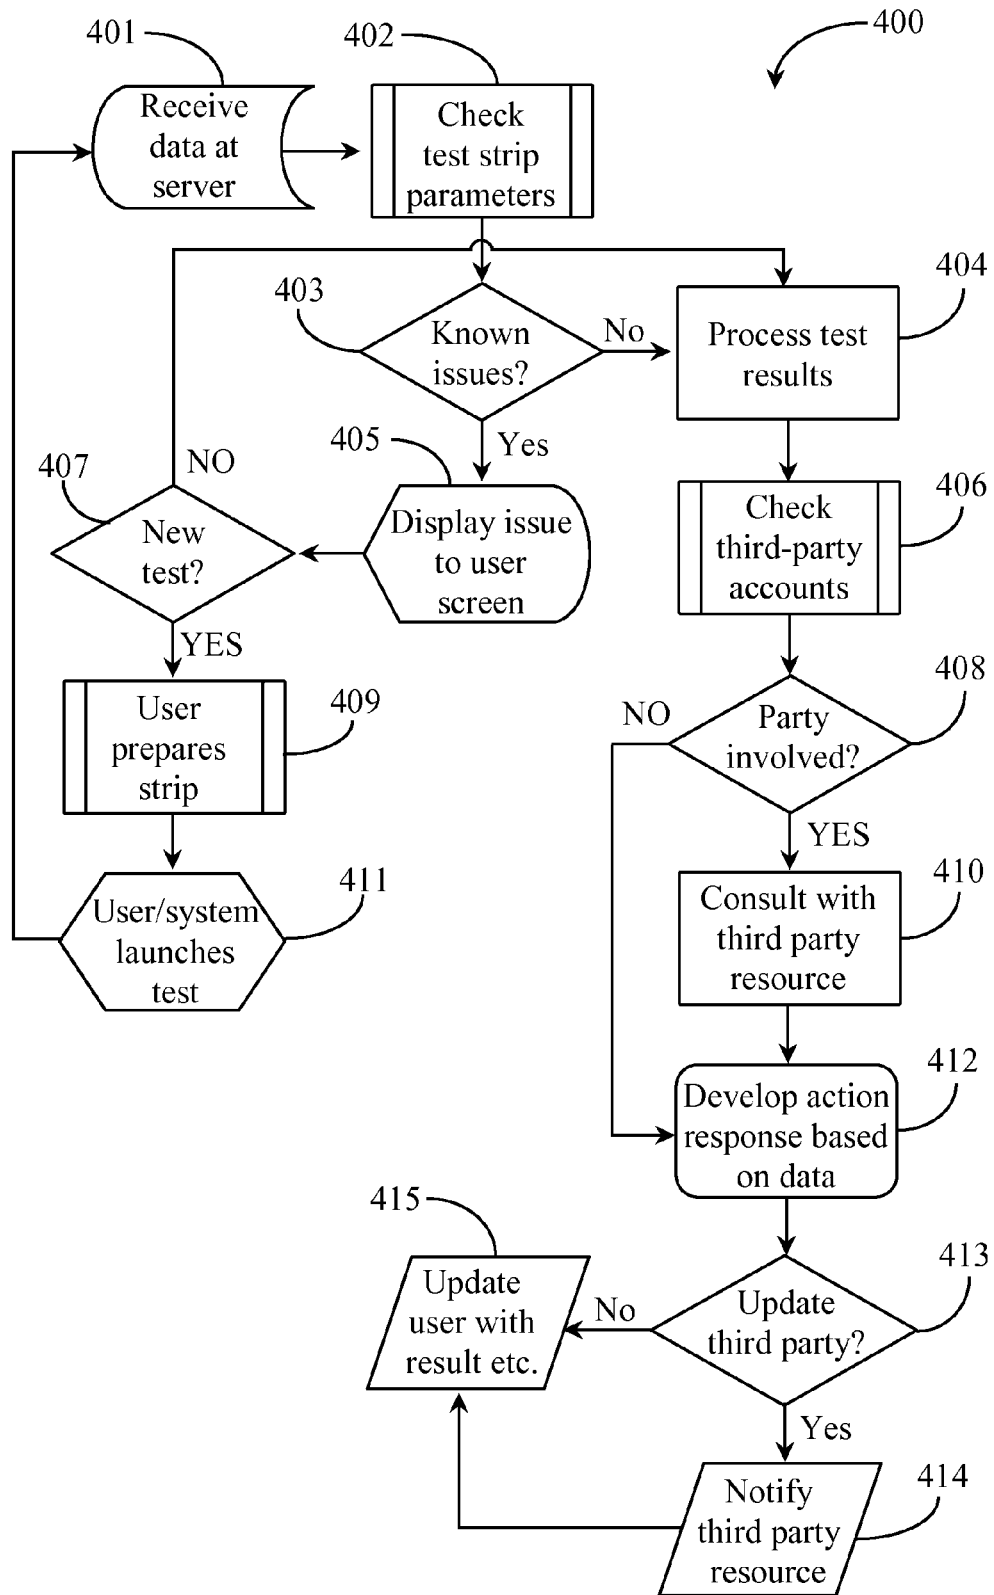 401
402
400
Receive
data at
server
Check
test strip
parameters
403
Known
issues?
No
404
Process test
results
Yes
405
Display issue
to user
screen
407
NO
New
test?
YES
406
Check
third-party
accounts
User
prepares
strip
409
408
NO
Party
involved?
YES
User/system
launches
test
411
410
Consult with
third party
resource
412
Develop action
response based
on data
415
Update
user with
result etc.
No
413
Update
third party?
Yes
414
Notify
third party
resource